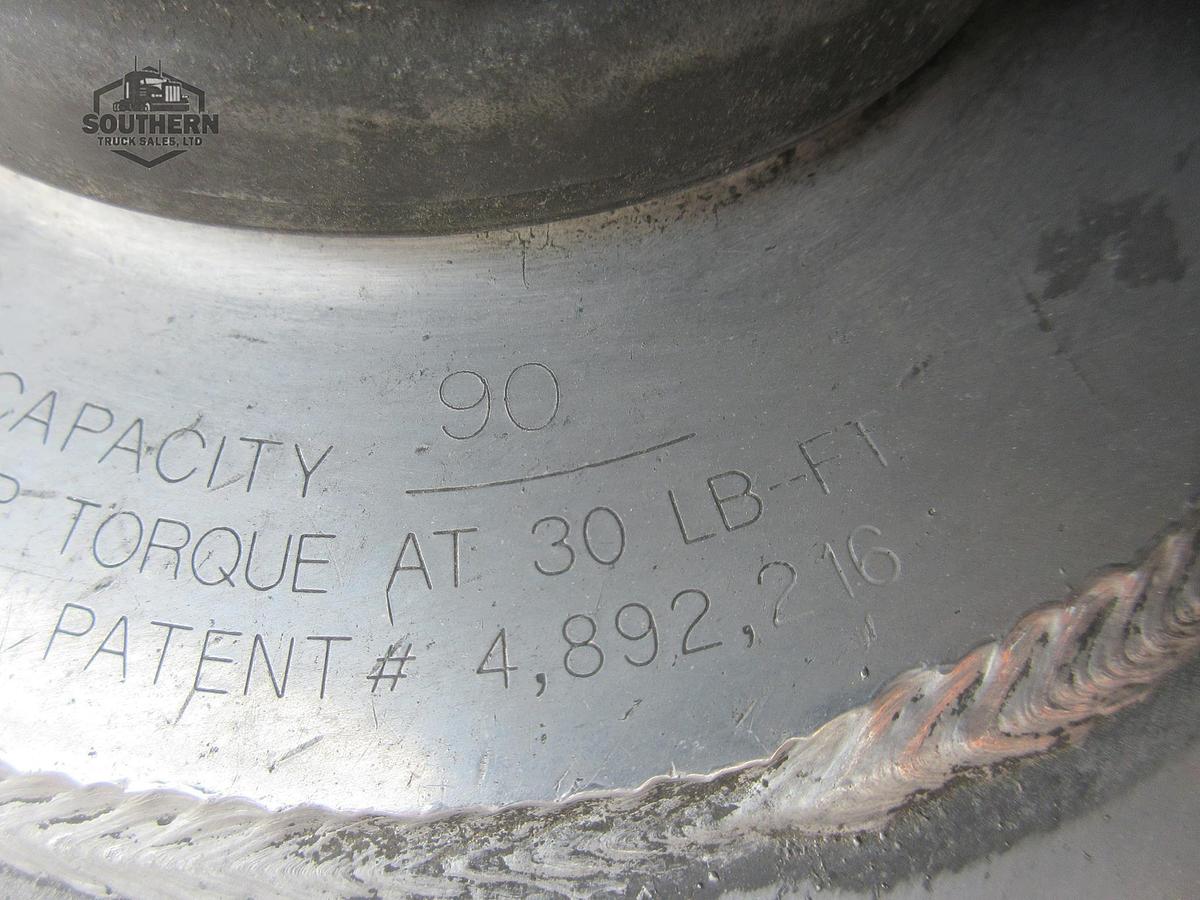 SOUTHERN
TRUCK SALES, LTD
CAPACITY 90
TORQUE AT 30 LB--FT
PATENT # 4,892,216